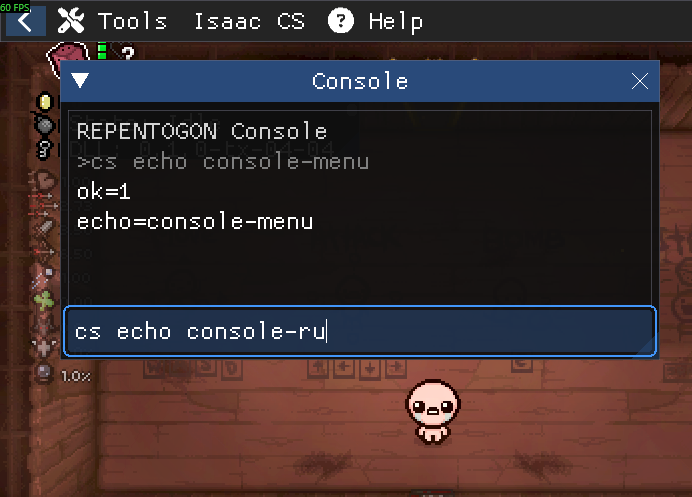 60 FPS
Tools Isaac CS ? Help
Console
REPENTOGON Console
>cs echo console-menu
ok=1
echo=console-menu
cs echo console-ru
1.0%